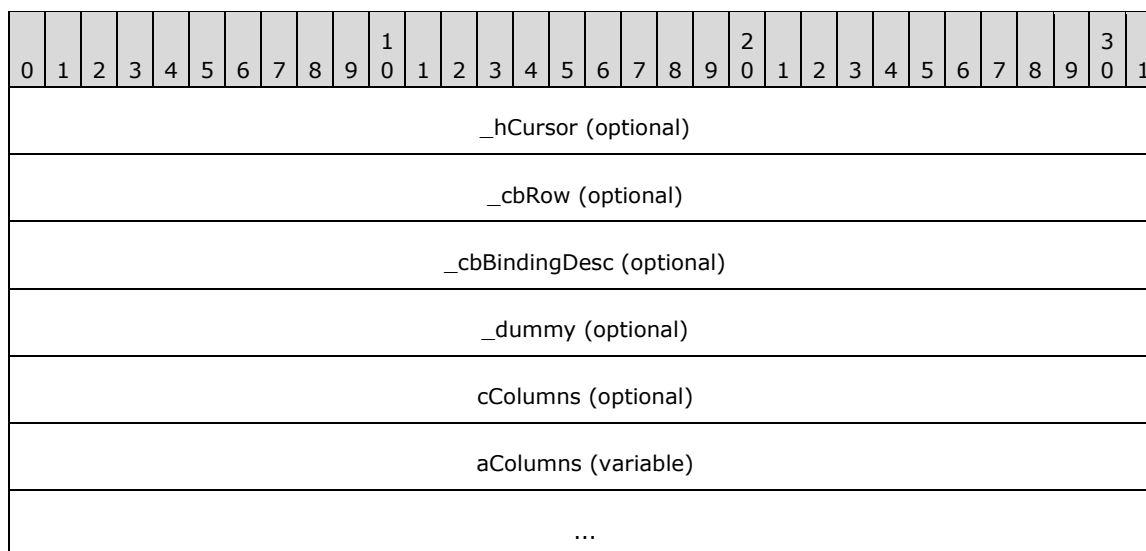 1 2 3
0 1 2 3 4 5 6 7 8 9 0 1 2 3 4 5 6 7 8 9 0 1 2 3 4 5 6 7 8 9 0 1
_hCursor (optional)
_cbRow (optional)
_cbBindingDesc (optional)
_dummy (optional)
cColumns (optional)
aColumns (variable)
...